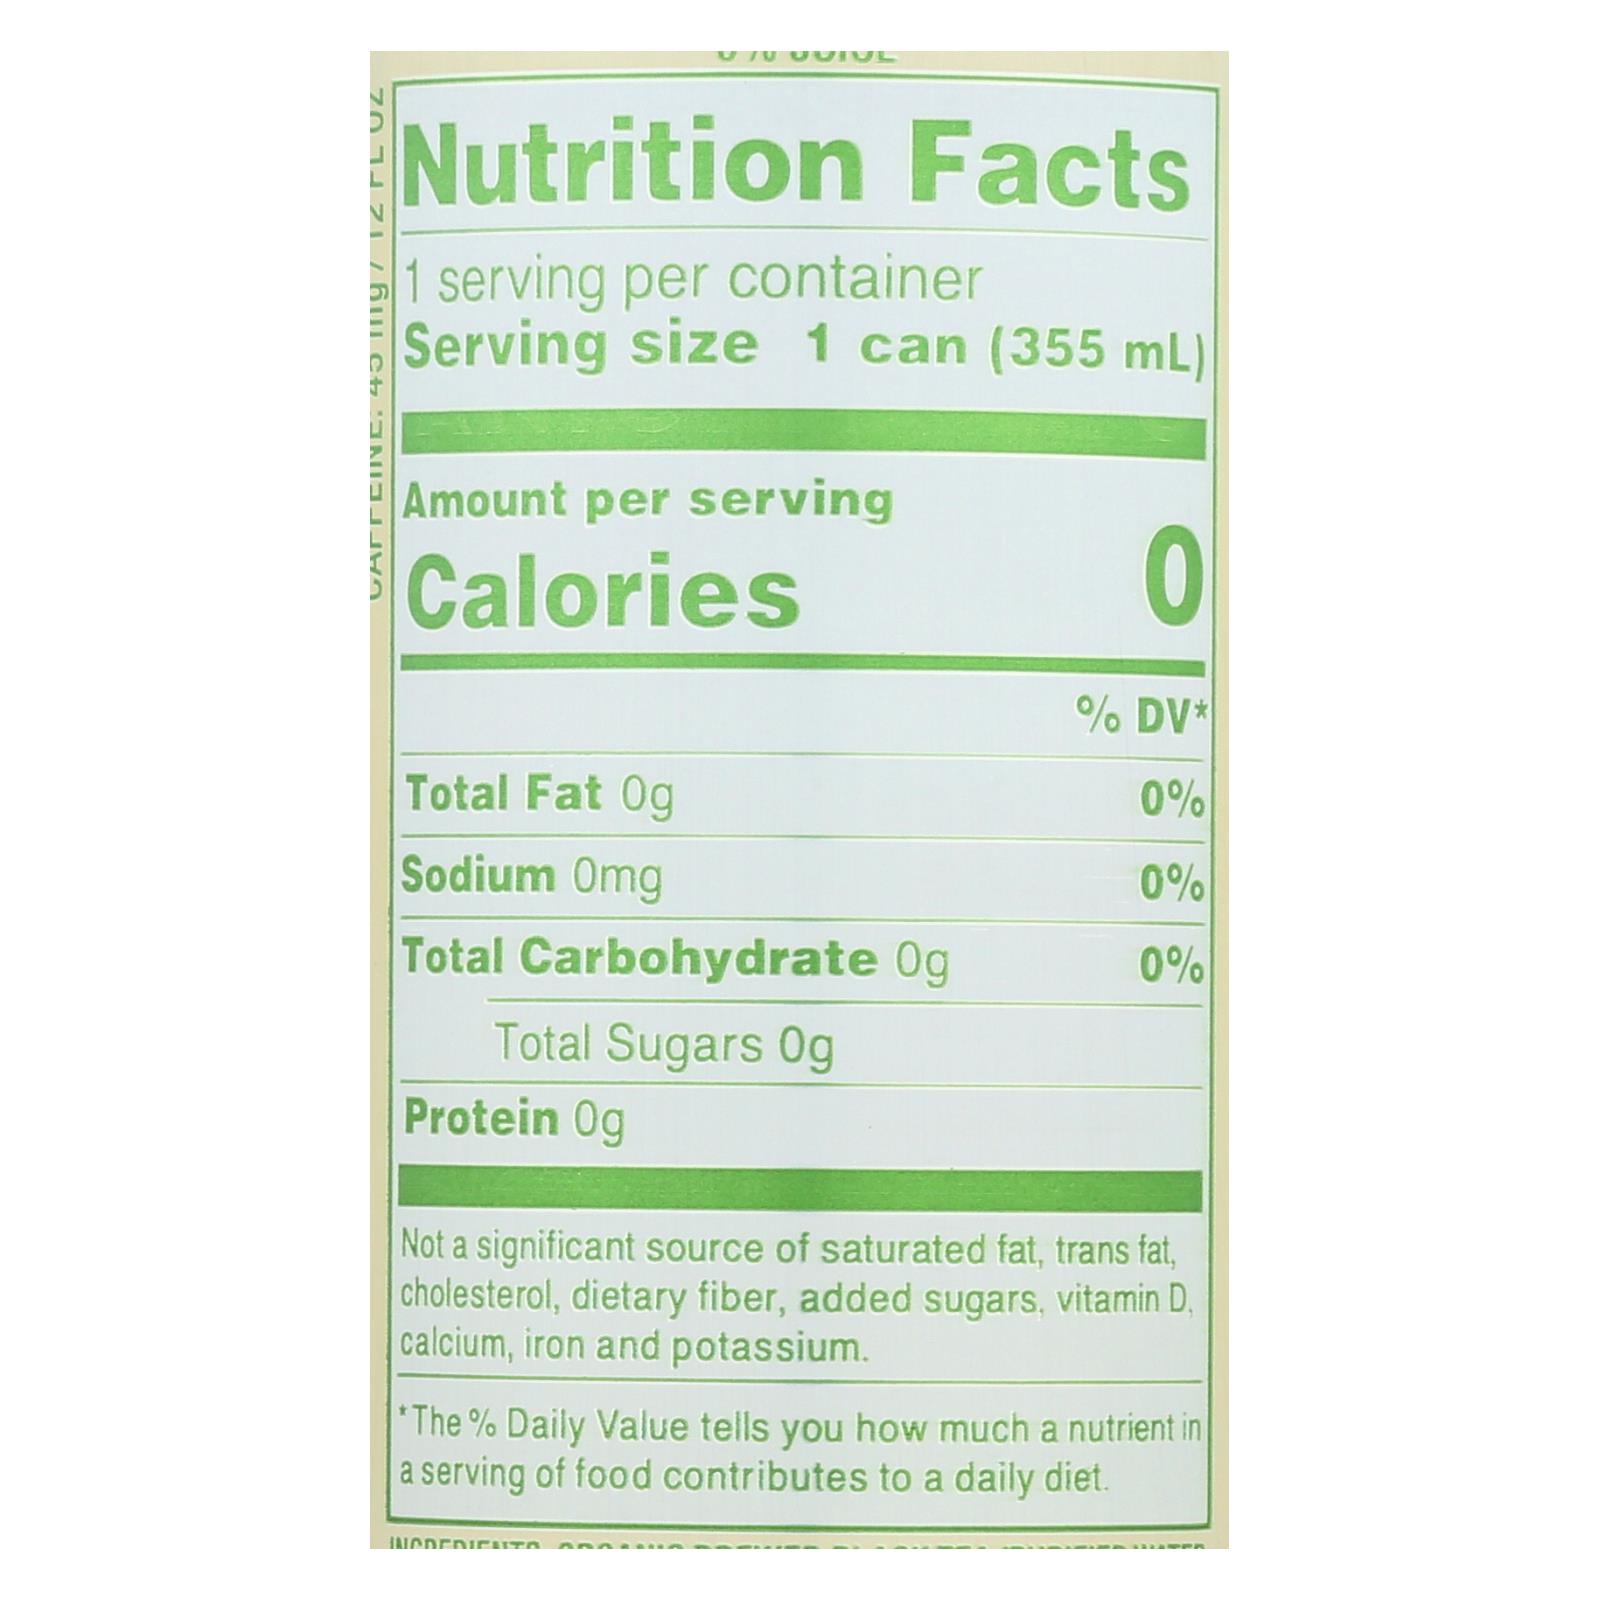 0% JUICE
CAFFEINE: 45 mg / 12 FL OZ
Nutrition Facts
1 serving per container
Serving size 1 can (355 mL)
Amount per serving
Calories 0
% DV*
Total Fat 0g 0%
Sodium 0mg 0%
Total Carbohydrate 0g 0%
Total Sugars 0g
Protein 0g
Not a significant source of saturated fat, trans fat,
cholesterol, dietary fiber, added sugars, vitamin D,
calcium, iron and potassium.
*The % Daily Value tells you how much a nutrient in
a serving of food contributes to a daily diet.
INGREDIENTS: ORGANIC BREWED BLACK TEA (PURIFIED WATER